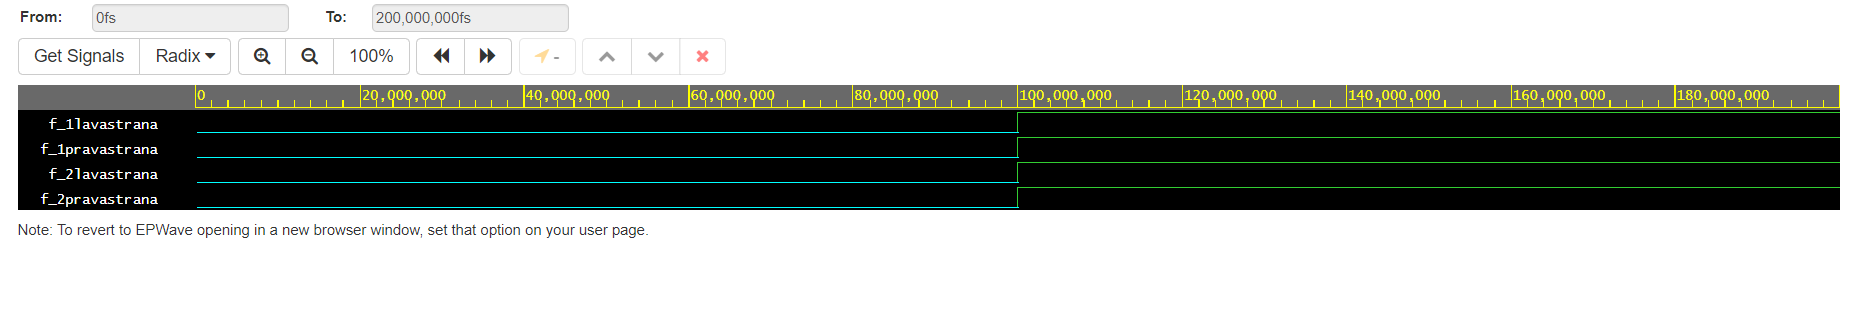 From: 0fs To: 200,000,000fs
Get Signals Radix 100% -
0 20,000,000 40,000,000 60,000,000 80,000,000 100,000,000 120,000,000 140,000,000 160,000,000 180,000,000
f_1lavastrana
f_1pravastrana
f_2lavastrana
f_2pravastrana
Note: To revert to EPWave opening in a new browser window, set that option on your user page.